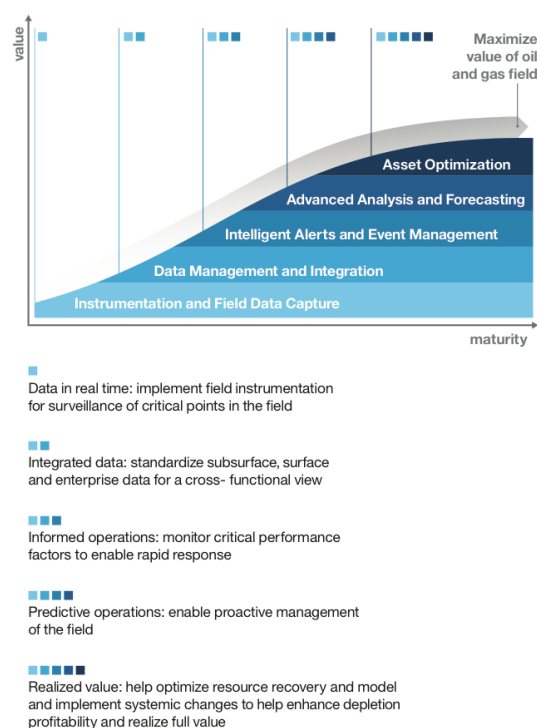 value
Maximize
value of oil
and gas field
Asset Optimization
Advanced Analysis and Forecasting
Intelligent Alerts and Event Management
Data Management and Integration
Instrumentation and Field Data Capture
maturity
Data in real time: implement field instrumentation
for surveillance of critical points in the field
Integrated data: standardize subsurface, surface
and enterprise data for a cross- functional view
Informed operations: monitor critical performance
factors to enable rapid response
Predictive operations: enable proactive management
of the field
Realized value: help optimize resource recovery and model
and implement systemic changes to help enhance depletion
profitability and realize full value